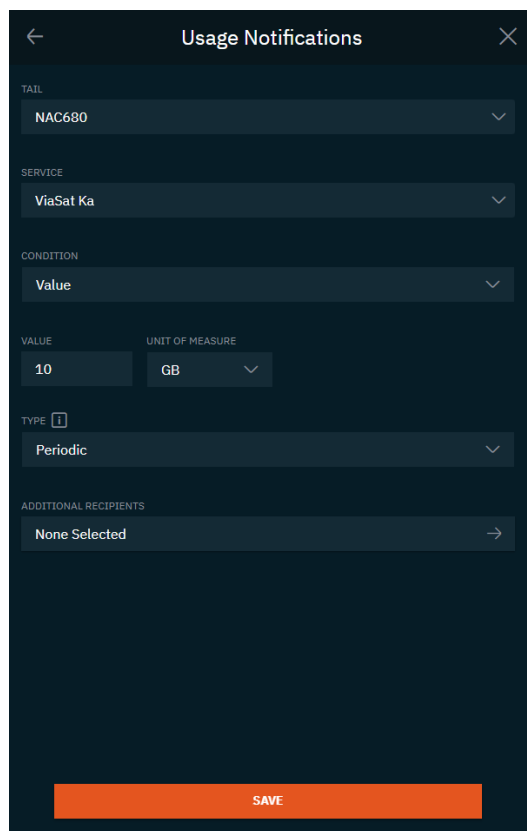 Usage Notifications
TAIL
NAC680
SERVICE
ViaSat Ka
CONDITION
Value
VALUE UNIT OF MEASURE
10 GB
TYPE i
Periodic
ADDITIONAL RECIPIENTS
None Selected
SAVE